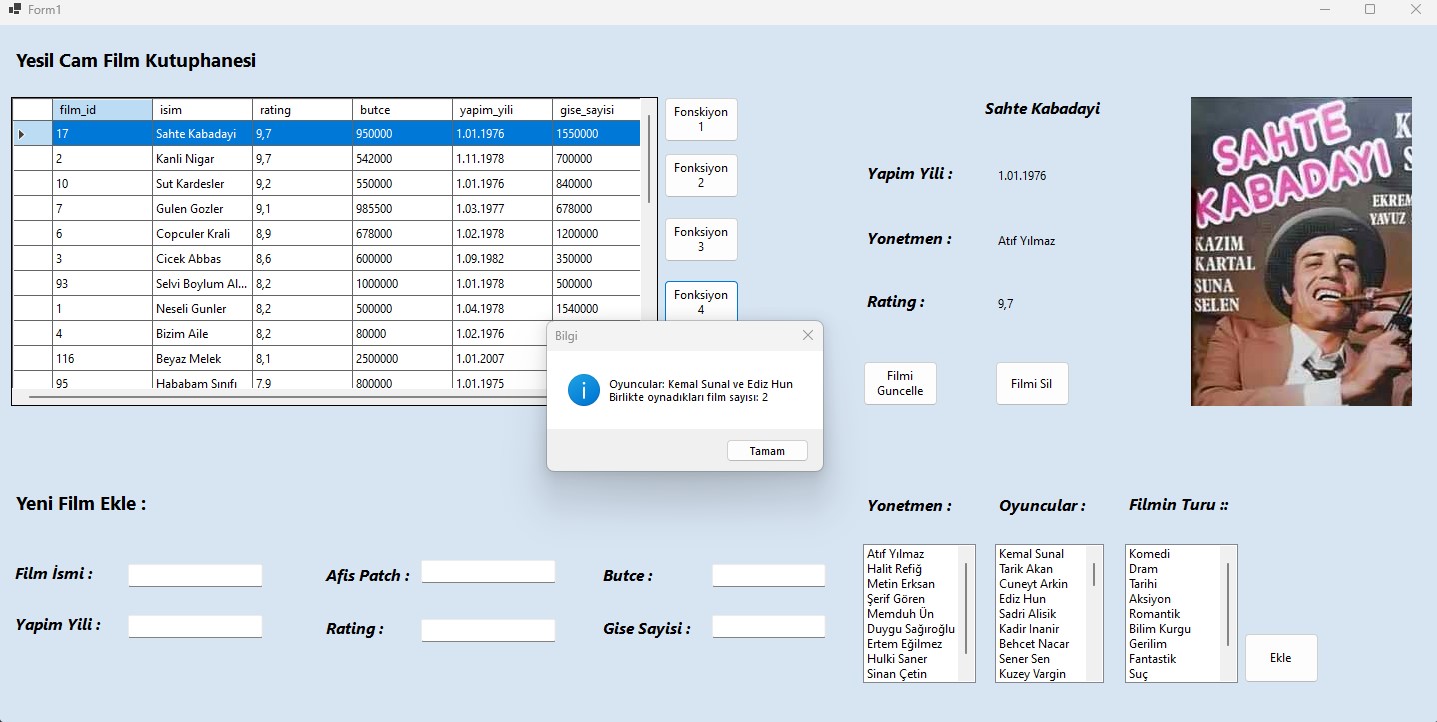 Form1
Yesil Cam Film Kutuphanesi
film_id isim rating butce yapim_yili gise_sayisi
17 Sahte Kabadayi 9,7 950000 1.01.1976 1550000
2 Kanli Nigar 9,7 542000 1.11.1978 700000
10 Sut Kardesler 9,2 550000 1.01.1976 840000
7 Gulen Gozler 9,1 985500 1.03.1977 678000
6 Copculer Krali 8,9 678000 1.02.1978 1200000
3 Cicek Abbas 8,6 600000 1.09.1982 350000
93 Selvi Boylum Al... 8,2 1000000 1.01.1978 500000
1 Neseli Gunler 8,2 500000 1.04.1978 1540000
4 Bizim Aile 8,2 80000 1.02.1976
116 Beyaz Melek 8,1 2500000 1.01.2007
95 Hababam Sınıfı 7,9 800000 1.01.1975
Fonskiyon
1
Fonksiyon
2
Fonksiyon
3
Fonksiyon
4
Bilgi
Oyuncular: Kemal Sunal ve Ediz Hun
Birlikte oynadıkları film sayısı: 2
Tamam
Sahte Kabadayi
Yapim Yili : 1.01.1976
Yonetmen : Atıf Yılmaz
Rating : 9,7
Filmi
Guncelle
Filmi Sil
SAHTE
KABADAYI
K
S
EKREM
YAVUZ
KAZIM
KARTAL
SUNA
SELEN
Yeni Film Ekle :
Film İsmi :
Afis Patch :
Butce :
Yapim Yili :
Rating :
Gise Sayisi :
Yonetmen :
Atıf Yılmaz
Halit Refiğ
Metin Erksan
Şerif Gören
Memduh Ün
Duygu Sağıroğlu
Ertem Eğilmez
Hulki Saner
Sinan Çetin
Oyuncular :
Kemal Sunal
Tarik Akan
Cuneyt Arkin
Ediz Hun
Sadri Alisik
Kadir Inanir
Behcet Nacar
Sener Sen
Kuzey Vargin
Filmin Turu ::
Komedi
Dram
Tarihi
Aksiyon
Romantik
Bilim Kurgu
Gerilim
Fantastik
Suç
Ekle